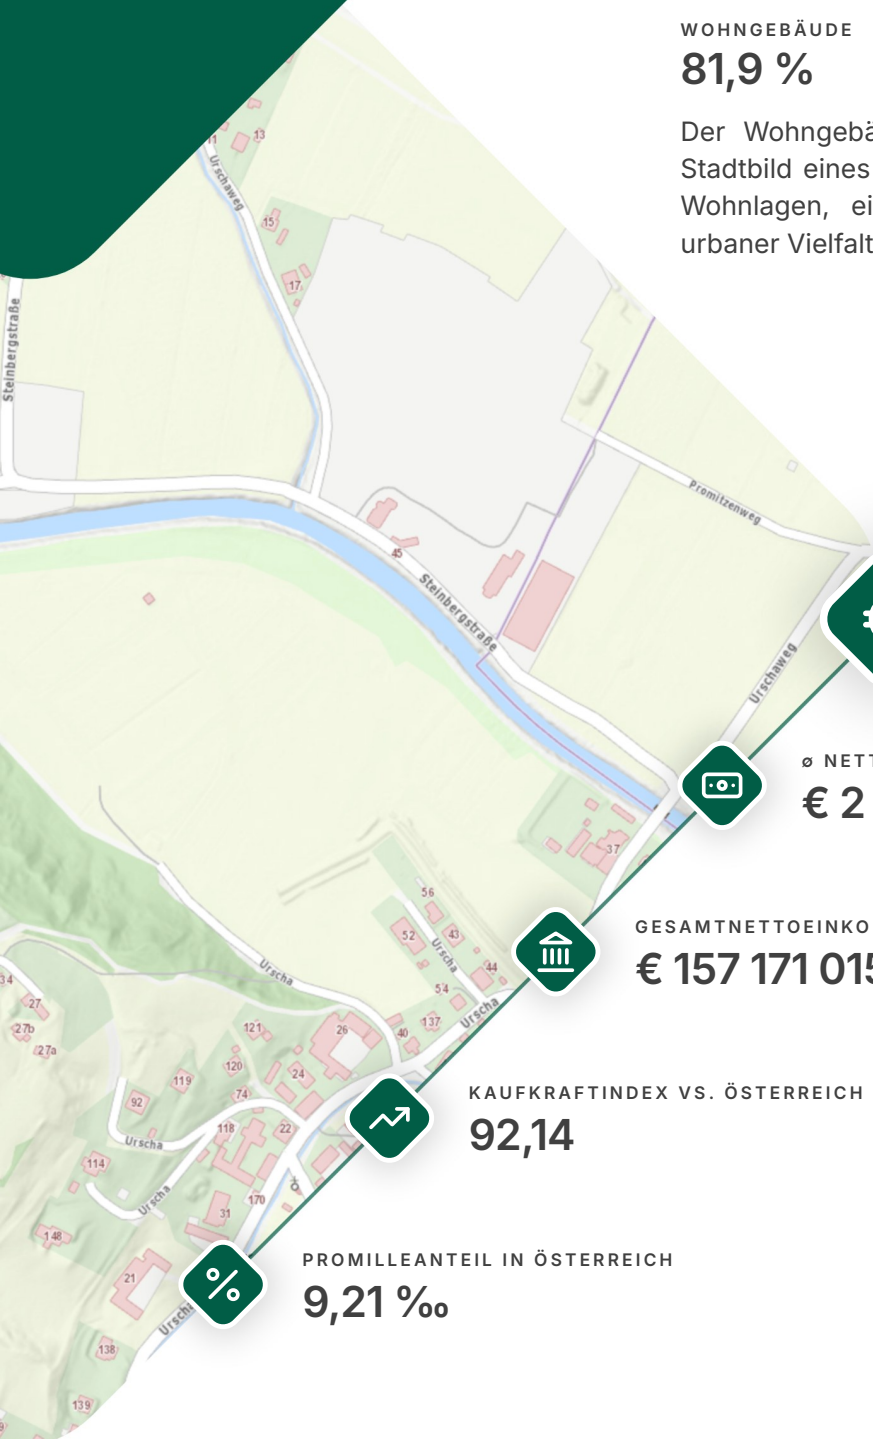 WOHNGEBÄUDE
81,9 %
Der Wohngebä
Stadtbild eines
Wohnlagen, ei
urbaner Vielfalt
11
13
Urschaweg
15
17
Steinbergstraße
Promitzenweg
45
Steinbergstraße
Urschaweg
ø NETT
€ 2
37
56
52
43
Urscha
44
GESAMTNETTOEINKO
€ 157 171 015
Urscha
54
34
27
27b
27a
121
26
40
137
Urscha
120
24
119
74
92
118
22
KAUFKRAFTINDEX VS. ÖSTERREICH
92,14
Urscha
114
Urscha
170
31
148
21
PROMILLEANTEIL IN ÖSTERREICH
9,21 ‰
Urscha
138
139